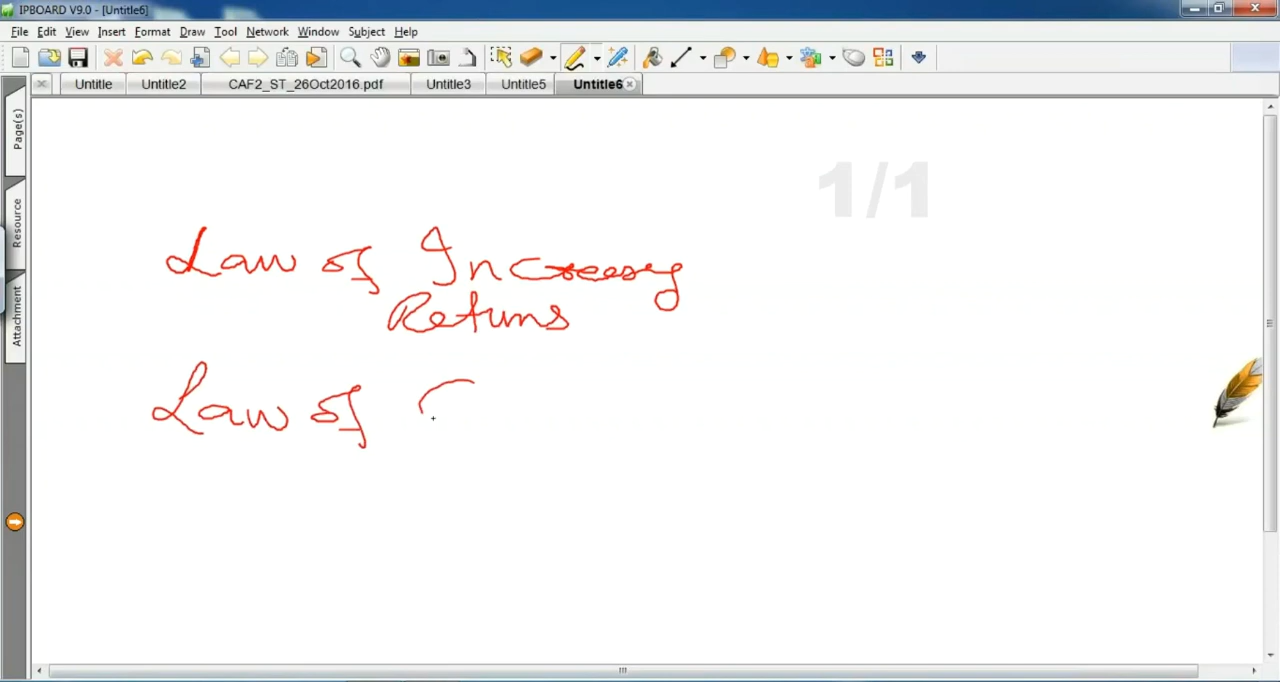 IPBOARD V9.0 - [Untitle6]
File Edit View Insert Format Draw Tool Network Window Subject Help
Untitle Untitle2 CAF2_ST_26Oct2016.pdf Untitle3 Untitle5 Untitle6
Page(s)
Resource
Attachment
1/1
Law of Increasing
Returns
Law of